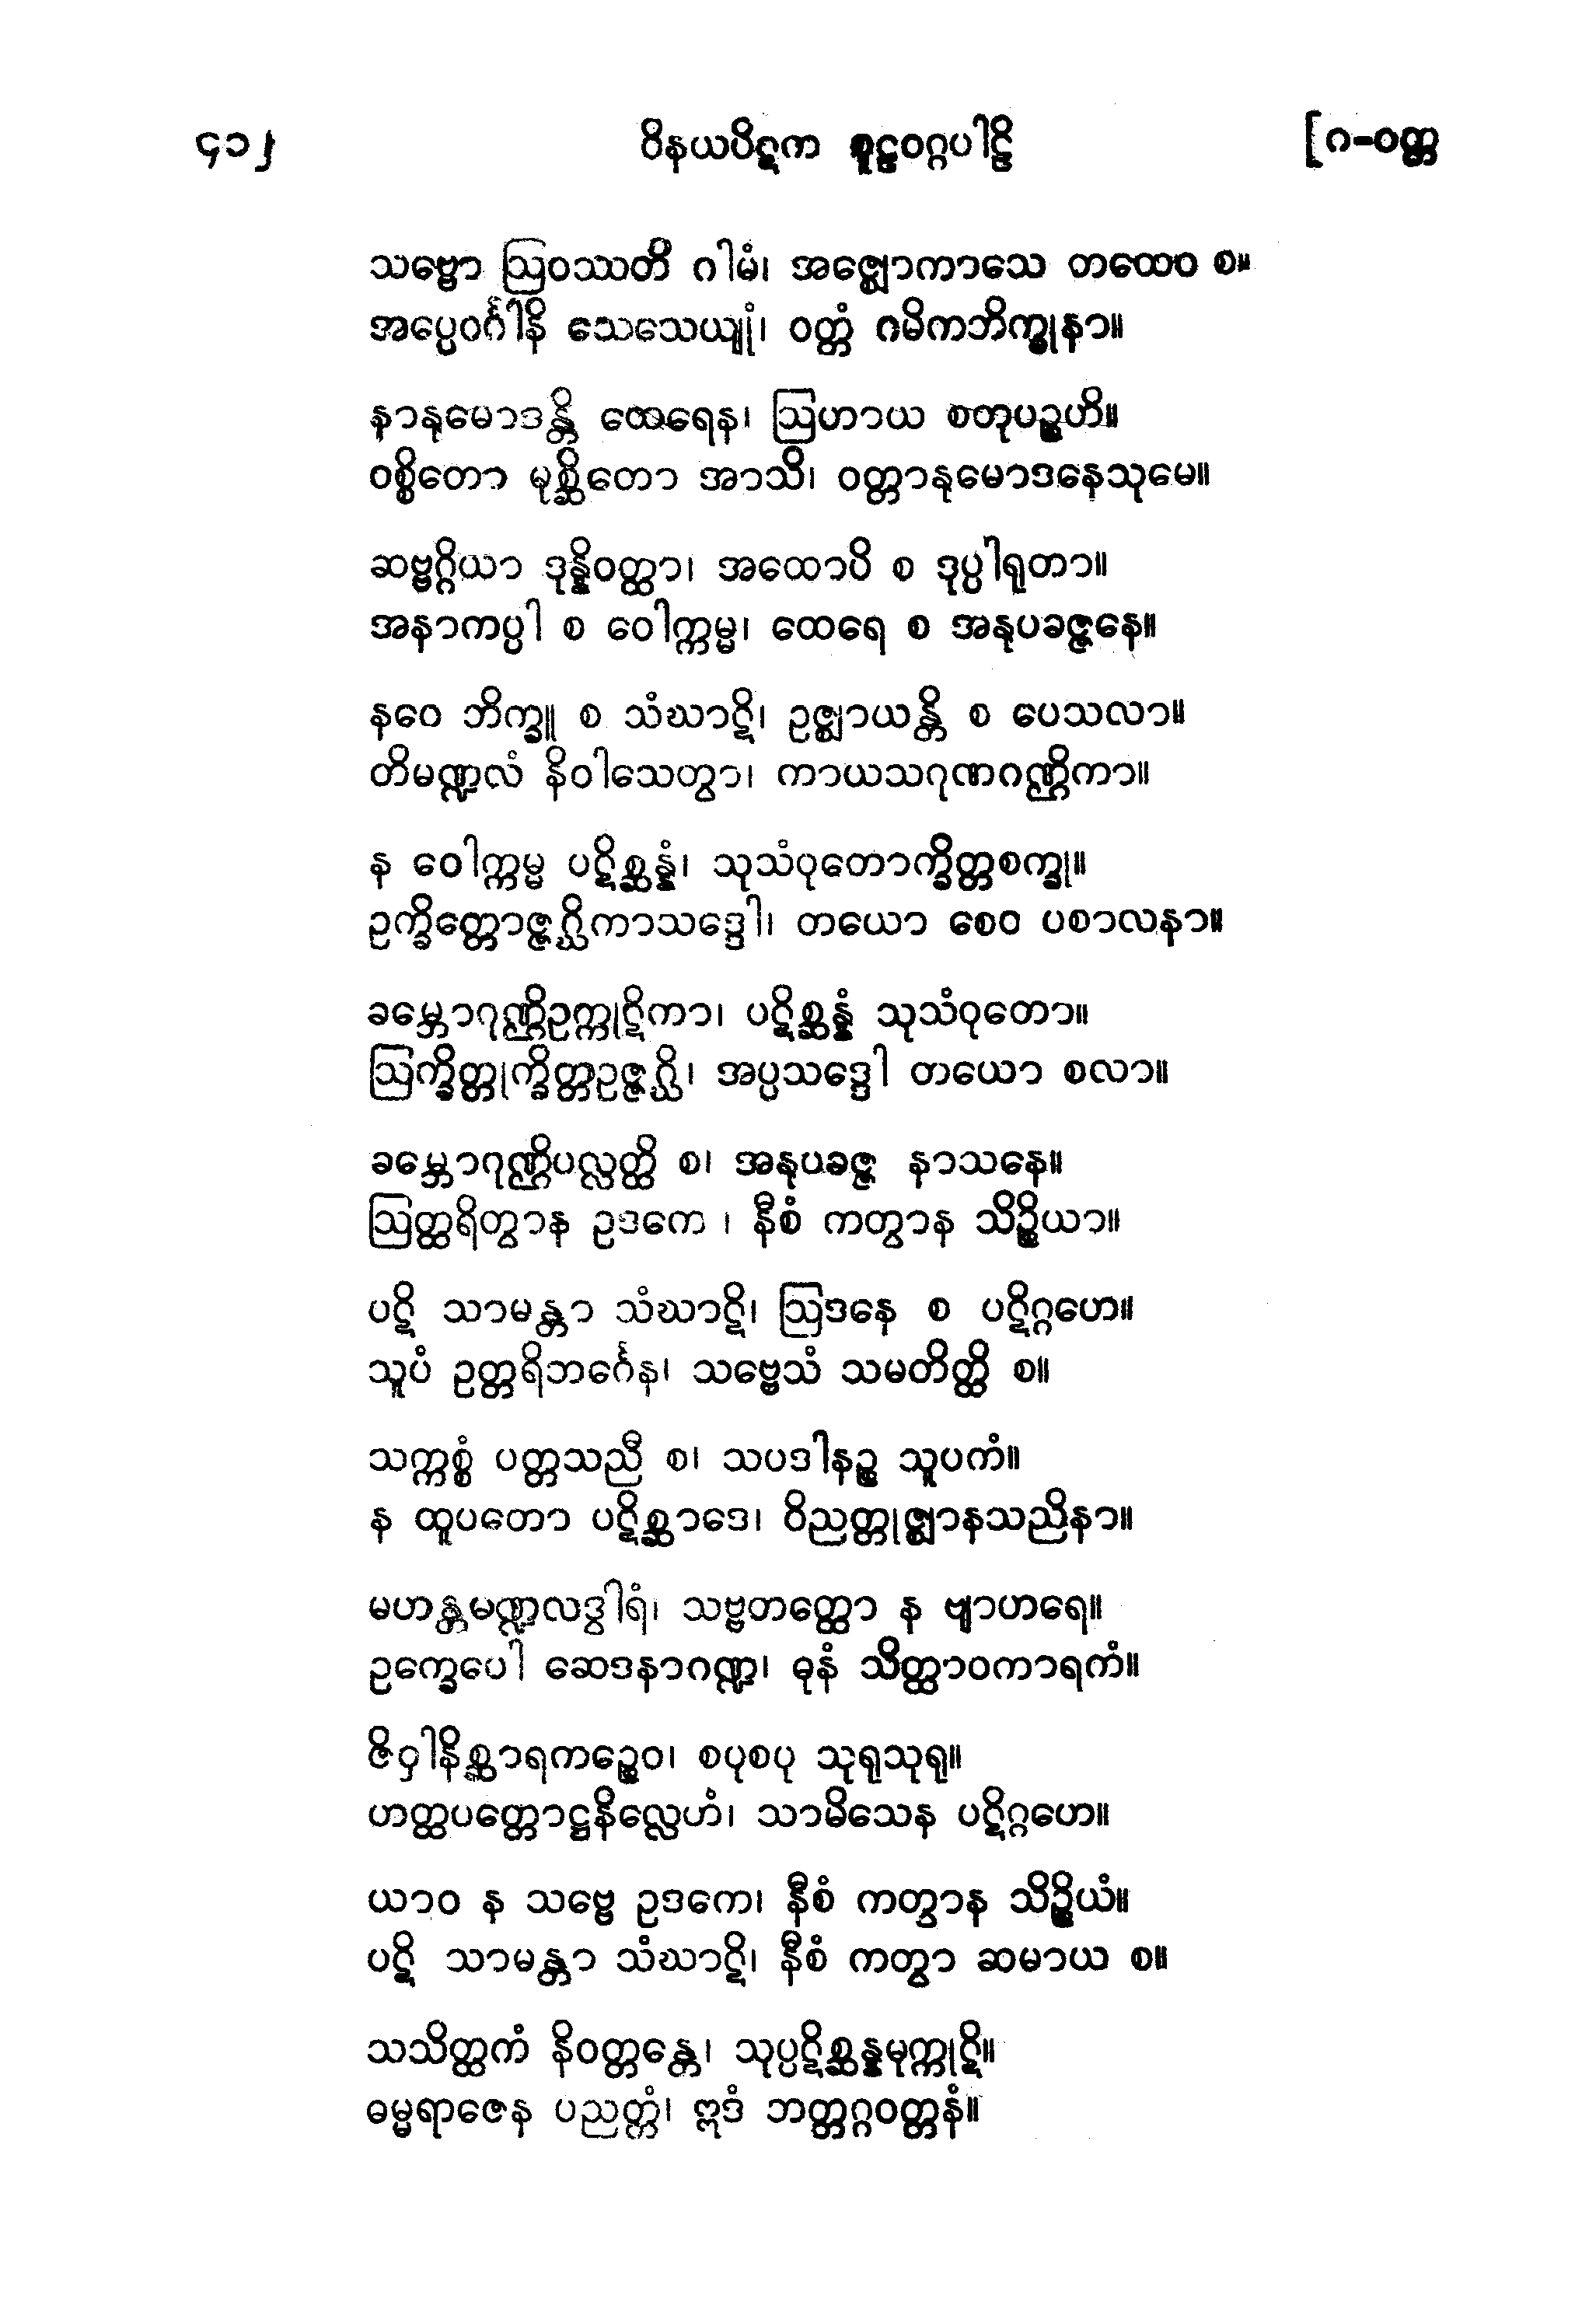 ၄၁၂ ဝိနယပိဋက စူဠဝဂ္ဂပါဠိ [ဂ-ဝတ္တ
သဗ္ဗော ဩဝဿတိ ဂါမံ၊ အဇ္ဈောကာသေ တထေဝ စ။
အပ္ပေဝင်္ဂါနိ သေသေယျုံ၊ ဝတ္တံ ဂမိကဘိက္ခုနာ။
နာနုမောဒန္တိ ထေရေန၊ ဩဟာယ စတုပဉ္စဟိ။
ဝစ္စိတော မုစ္ဆိတော အာသိ၊ ဝတ္တာနုမောဒနေသုမေ။
ဆဗ္ဗဂ္ဂိယာ ဒုန္နိဝတ္ထာ၊ အထောပိ စ ဒုပ္ပါရုတာ။
အနာကပ္ပါ စ ဝေါက္ကမ္မ၊ ထေရေ စ အနုပခဇ္ဇနေ။
နဝေ ဘိက္ခူ စ သံဃာဋိ၊ ဥဇ္ဈာယန္တိ စ ပေသလာ။
တိမဏ္ဍလံ နိဝါသေတွာ၊ ကာယသဂုဏဂဏ္ဌိကာ။
န ဝေါက္ကမ္မ ပဋိစ္ဆန္နံ၊ သုသံဝုတောက္ခိတ္တစက္ခု။
ဥက္ခိတ္တောဇ္ဇဂ္ဃိကာသဒ္ဒေါ၊ တယော စေဝ ပစာလနာ။
ခမ္ဘောဂုဏ္ဌိဥက္ကုဋိကာ၊ ပဋိစ္ဆန္နံ သုသံဝုတော။
ဩက္ခိတ္တုက္ခိတ္တဥဇ္ဇဂ္ဃိ၊ အပ္ပသဒ္ဒေါ တယော စလာ။
ခမ္ဘောဂုဏ္ဌိပလ္လတ္ထိ စ၊ အနုပခဇ္ဇ နာသနေ။
ဩတ္ထရိတွာန ဥဒကေ ၊ နီစံ ကတွာန သိဉ္စိယာ။
ပဋိ သာမန္တာ သံဃာဋိ၊ ဩဒနေ စ ပဋိဂ္ဂဟေ။
သူပံ ဥတ္တရိဘင်္ဂေန၊ သဗ္ဗေသံ သမတိတ္ထိ စ။
သက္ကစ္စံ ပတ္တသညီ စ၊ သပဒါနဉ္စ သူပကံ။
န ထူပတော ပဋိစ္ဆာဒေ၊ ဝိညတ္တုဇ္ဈာနသညိနာ။
မဟန္တမဏ္ဍလဒွါရံ၊ သဗ္ဗတတ္ထော န ဗျာဟရေ။
ဥက္ခေပေါ ဆေဒနာဂဏ္ဍ၊ ဓုနံ သိတ္ထာဝကာရကံ။
ဇိဝှါနိစ္ဆာရကဉ္စေဝ၊ စပုစပု သုရုသုရု။
ဟတ္ထပတ္တောဋ္ဌနိလ္လေဟံ၊ သာမိသေန ပဋိဂ္ဂဟေ။
ယာဝ န သဗ္ဗေ ဥဒကေ၊ နီစံ ကတွာန သိဉ္စိယံ။
ပဋိ သာမန္တာ သံဃာဋိ၊ နီစံ ကတွာ ဆမာယ စ။
သသိတ္ထကံ နိဝတ္တန္တေ၊ သုပ္ပဋိစ္ဆန္နမုက္ကုဋိ။
ဓမ္မရာဇေန ပညတ္တံ၊ ဣဒံ ဘတ္တဂ္ဂဝတ္တနံ။